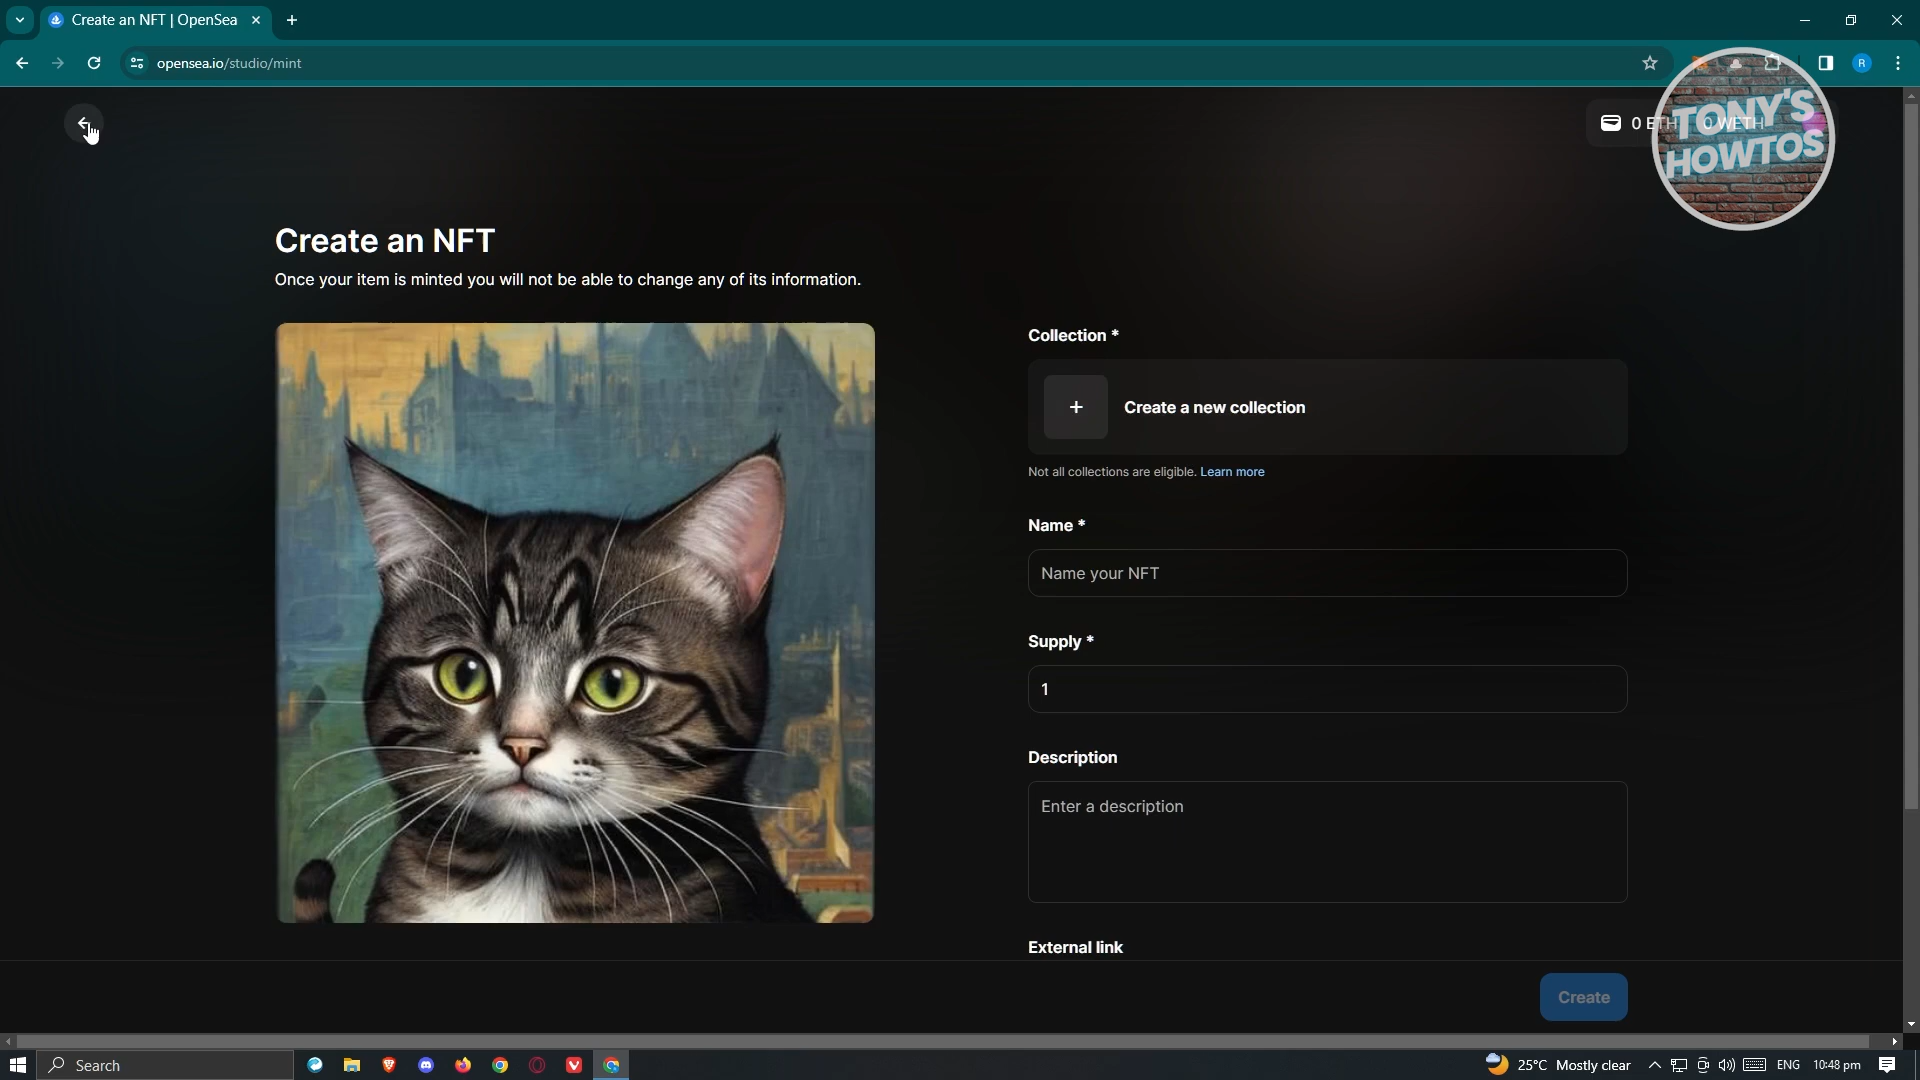 Create an NFT | OpenSea
opensea.io/studio/mint
R
0 ETH 0 WETH
TONY'S
HOWTOS
Create an NFT
Once your item is minted you will not be able to change any of its information.
Collection *
+ Create a new collection
Not all collections are eligible. Learn more
Name *
Name your NFT
Supply *
1
Description
Enter a description
External link
Create
Search
25°C Mostly clear
ENG
10:48 pm